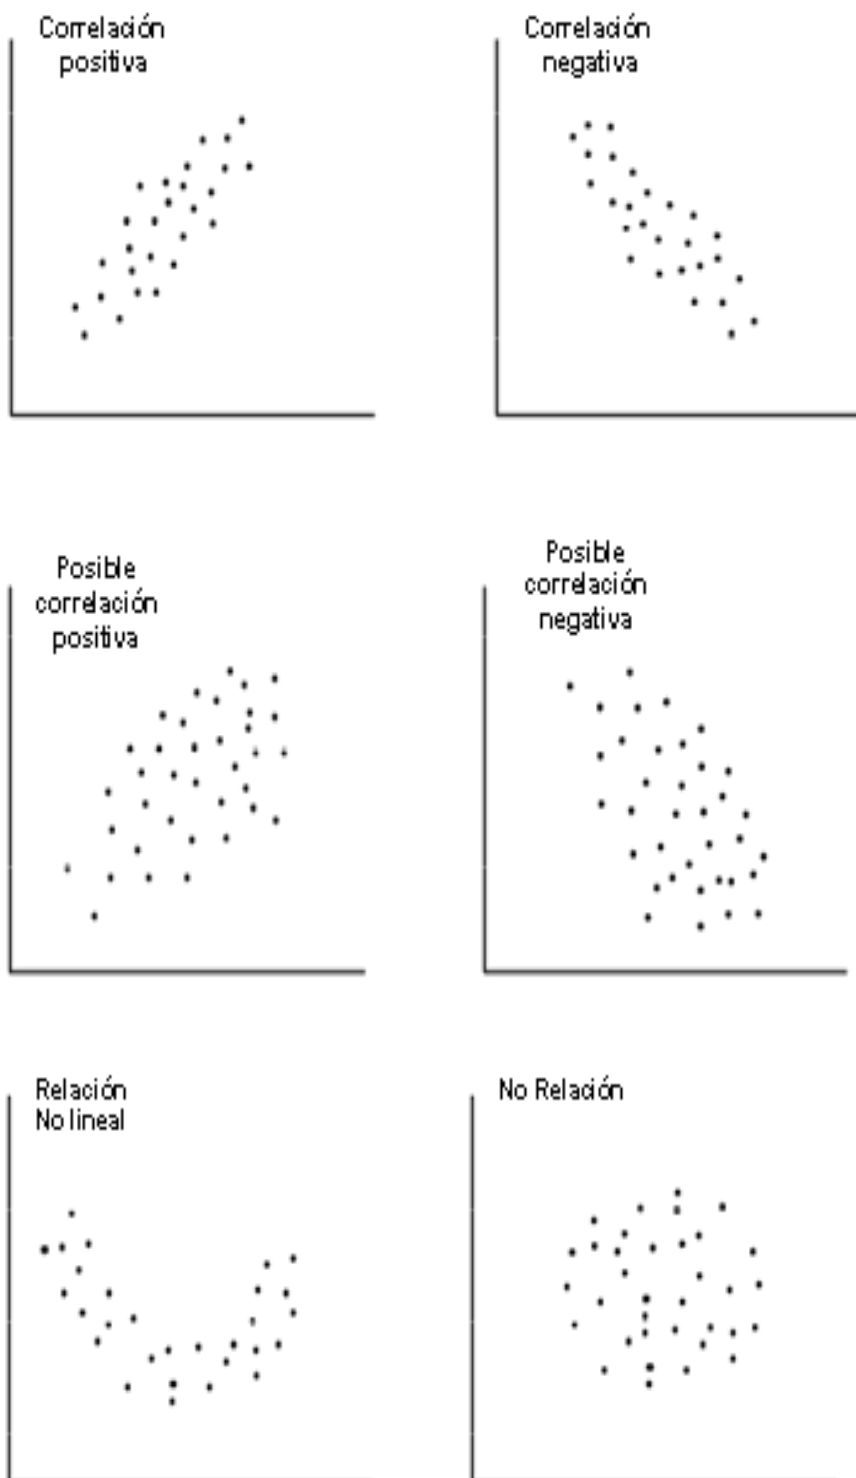 Correlación
positiva
Correlación
negativa
Posible
correlación
positiva
Posible
correlación
negativa
Relación
No lineal
No Relación